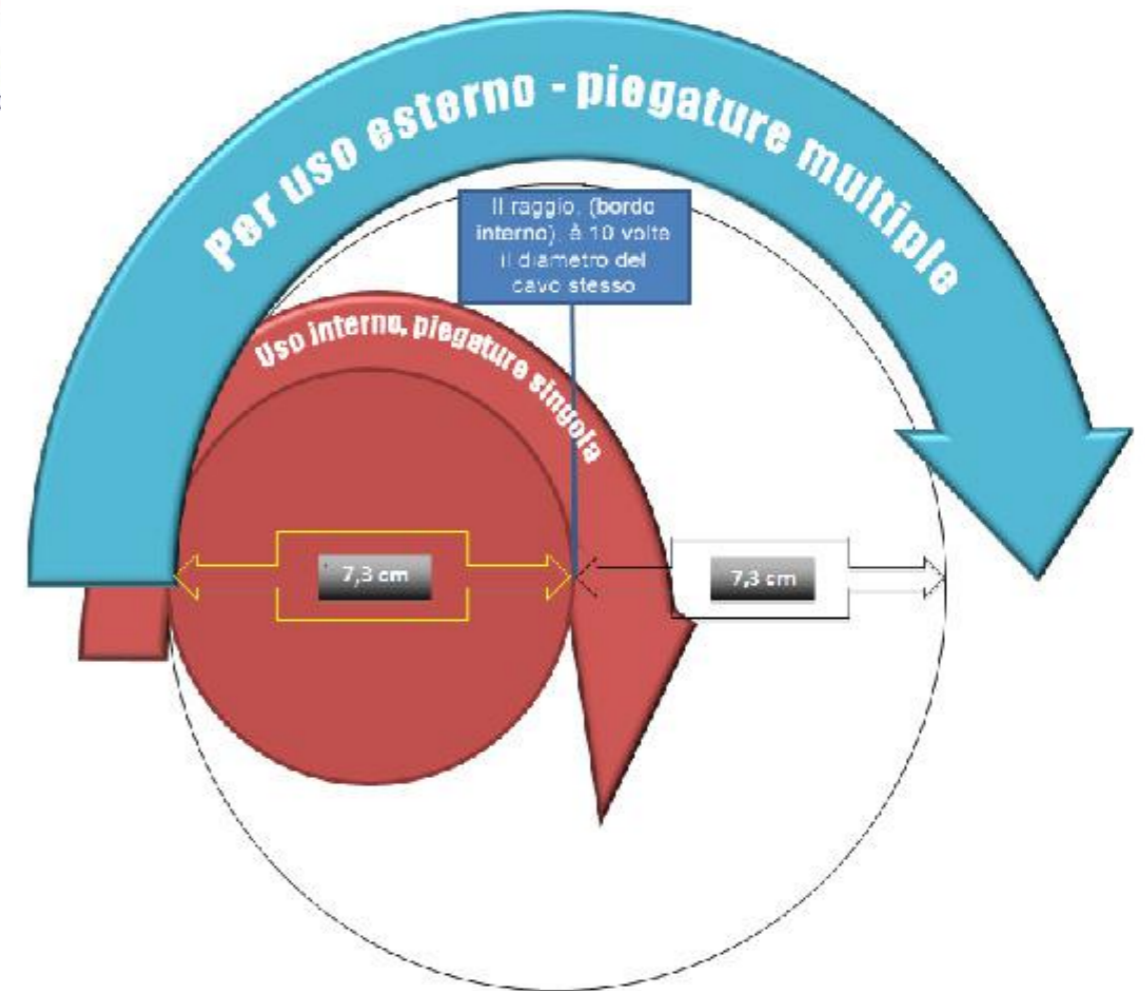 Per uso esterno - piegature multiple
Il raggio, (bordo
interno), è 10 volte
il diametro del
cavo stesso
Uso interno, piegature singola
7,3 cm
7,3 cm